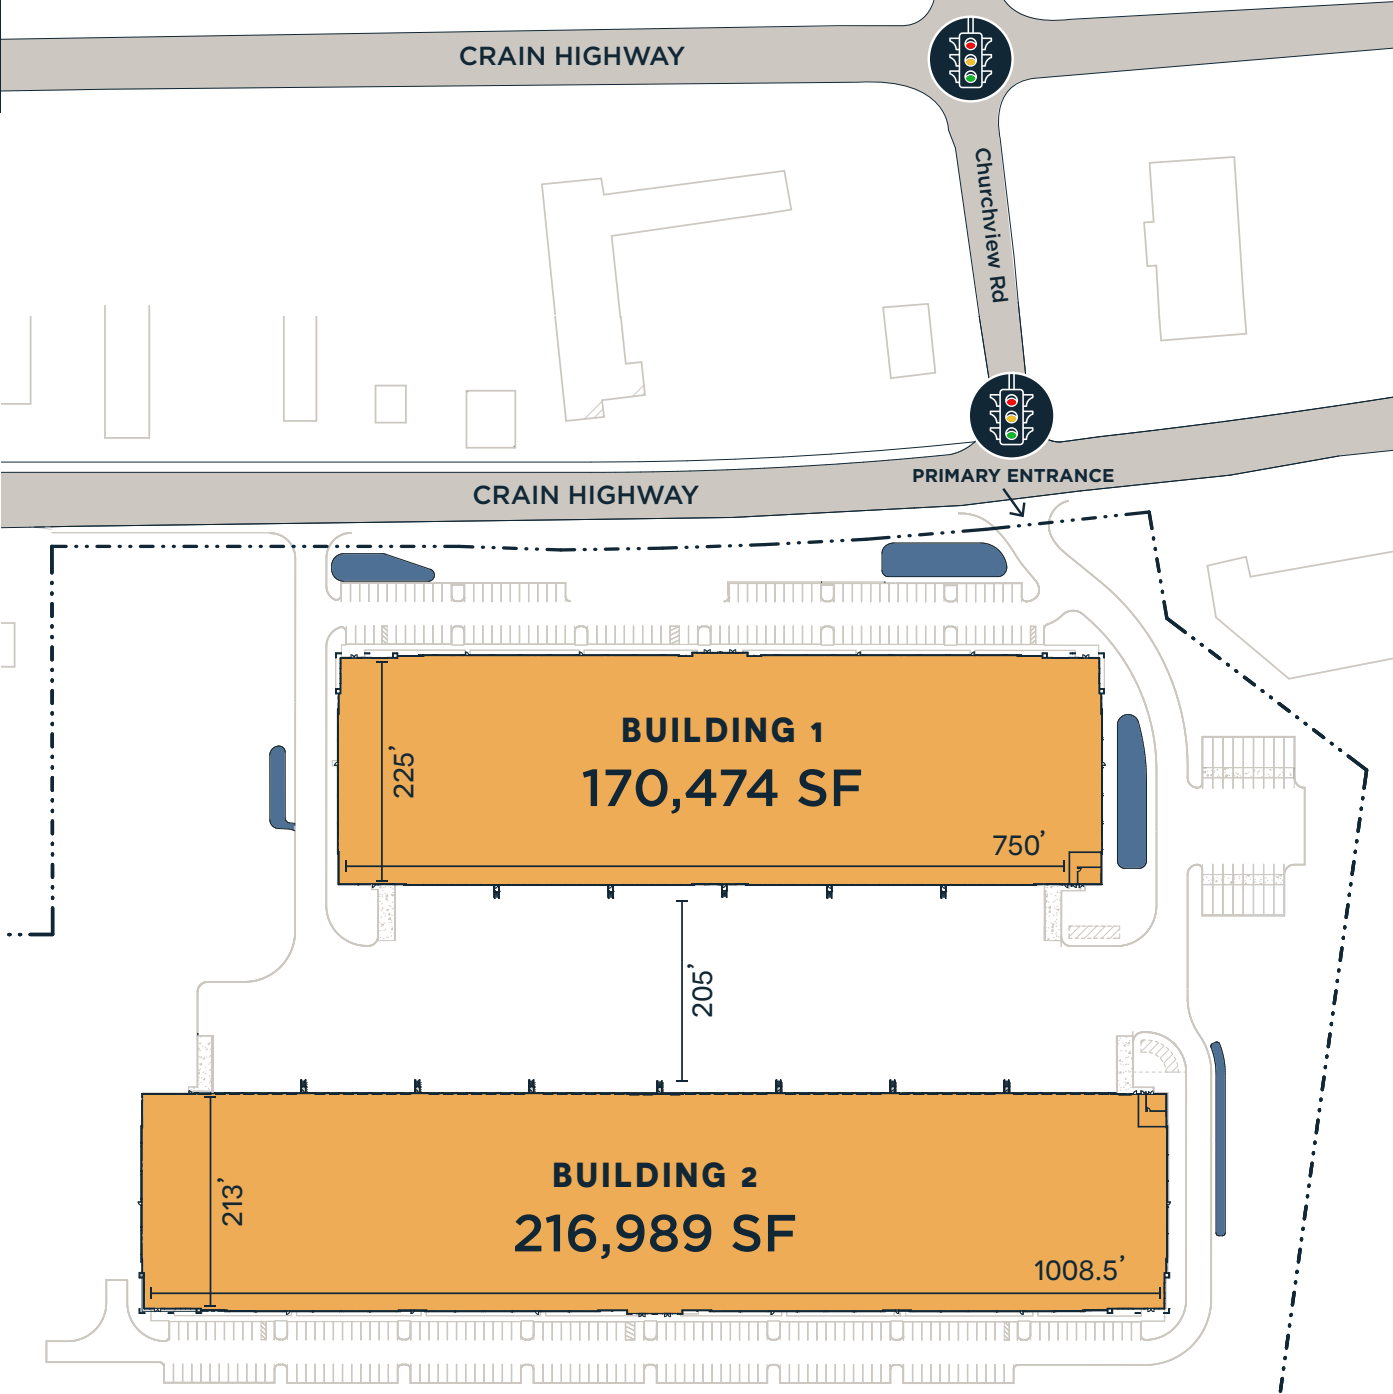 CRAIN HIGHWAY
Churchview Rd
PRIMARY ENTRANCE
CRAIN HIGHWAY
BUILDING 1
170,474 SF
225’
750’
205’
BUILDING 2
216,989 SF
213’
1008.5’